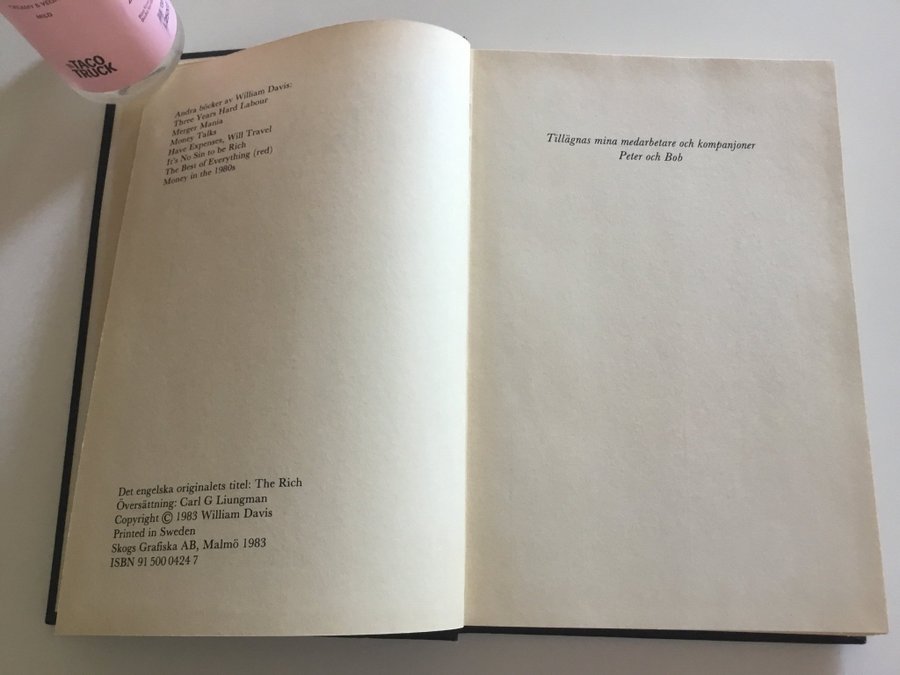 MILD
TACO
TRUCK
Andra böcker av William Davis:
Three Years Hard Labour
Merger Mania
Money Talks
Have Expenses, Will Travel
It's No Sin to be Rich
The Best of Everything (red)
Money in the 1980s
Det engelska originalets titel: The Rich
Översättning: Carl G Liungman
Copyright © 1983 William Davis
Printed in Sweden
Skogs Grafiska AB, Malmö 1983
ISBN 91 500 0424 7
Tillägnas mina medarbetare och kompanjoner
Peter och Bob